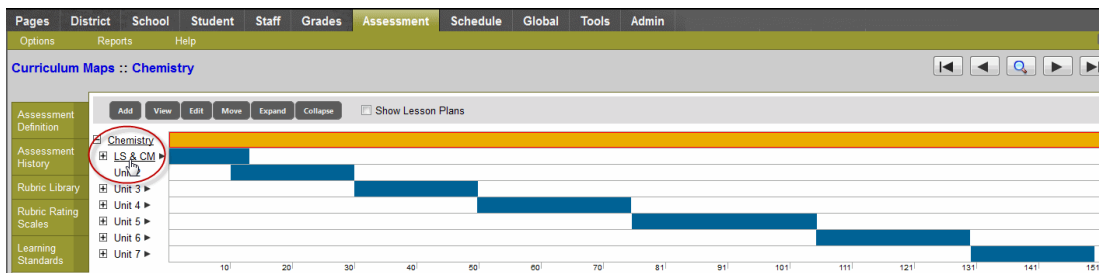 Pages District School Student Staff Grades Assessment Schedule Global Tools Admin
Options Reports Help
Curriculum Maps :: Chemistry
Assessment Definition
Assessment History
Rubric Library
Rubric Rating Scales
Learning Standards
Add View Edit Move Expand Collapse Show Lesson Plans
Chemistry
LS & CM
Unit 2
Unit 3
Unit 4
Unit 5
Unit 6
Unit 7
10 20 30 40 50 60 70 81 91 101 111 121 131 141 151